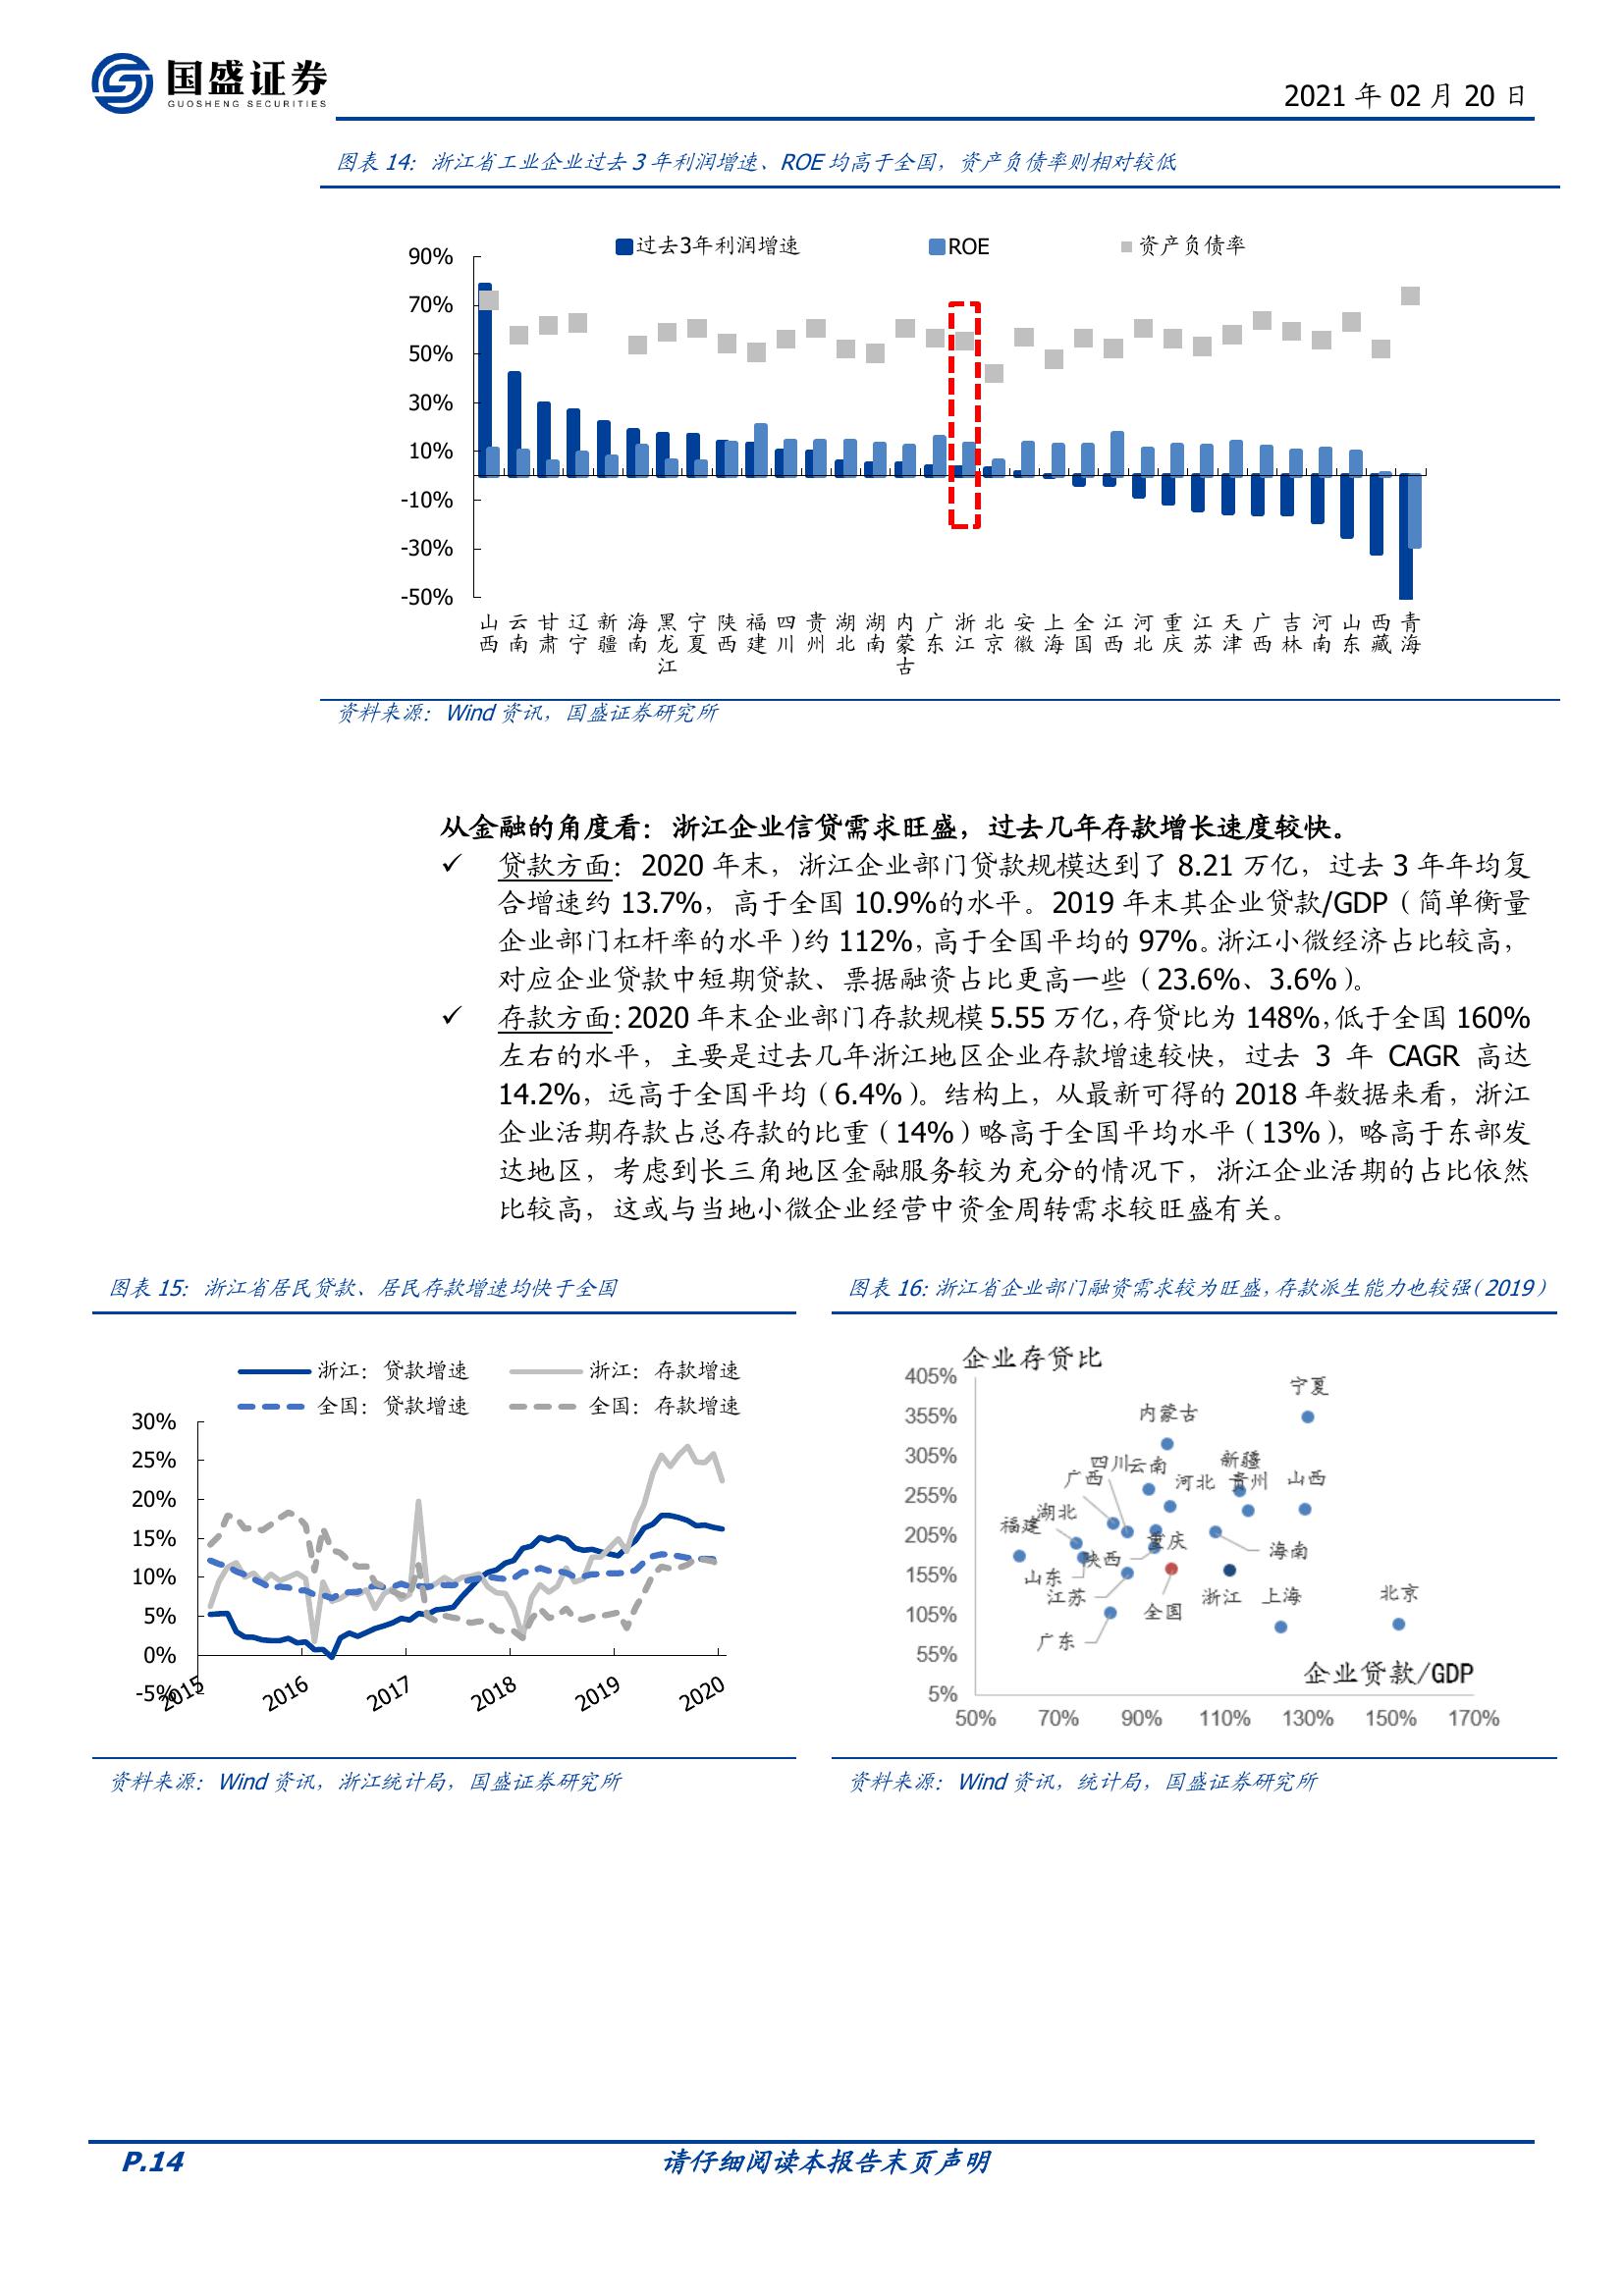 国盛证券
GUOSHENG SECURITIES
2021 年 02 月 20 日
图表 14：浙江省工业企业过去 3 年利润增速、ROE 均高于全国，资产负债率则相对较低
过去3年利润增速 ROE 资产负债率
90%
70%
50%
30%
10%
-10%
-30%
-50%
山西 云南 甘肃 辽宁 新疆 海南 黑龙江 宁夏 陕西 福建 四川 贵州 湖北 湖南 内蒙古 广东 浙江 北京 安徽 上海 全国 江西 河北 重庆 江苏 天津 广西 吉林 河南 山东 西藏 青海
资料来源：Wind 资讯，国盛证券研究所
从金融的角度看：浙江企业信贷需求旺盛，过去几年存款增长速度较快。
✓ 贷款方面：2020 年末，浙江企业部门贷款规模达到了 8.21 万亿，过去 3 年年均复
合增速约 13.7%，高于全国 10.9%的水平。2019 年末其企业贷款/GDP（简单衡量
企业部门杠杆率的水平）约 112%，高于全国平均的 97%。浙江小微经济占比较高，
对应企业贷款中短期贷款、票据融资占比更高一些（23.6%、3.6%）。
✓ 存款方面：2020 年末企业部门存款规模 5.55 万亿，存贷比为 148%，低于全国 160%
左右的水平，主要是过去几年浙江地区企业存款增速较快，过去 3 年 CAGR 高达
14.2%，远高于全国平均（6.4%）。结构上，从最新可得的 2018 年数据来看，浙江
企业活期存款占总存款的比重（14%）略高于全国平均水平（13%），略高于东部发
达地区，考虑到长三角地区金融服务较为充分的情况下，浙江企业活期的占比依然
比较高，这或与当地小微企业经营中资金周转需求较旺盛有关。
图表 15：浙江省居民贷款、居民存款增速均快于全国
浙江：贷款增速 浙江：存款增速
全国：贷款增速 全国：存款增速
30%
25%
20%
15%
10%
5%
0%
-5%
2015 2016 2017 2018 2019 2020
资料来源：Wind 资讯，浙江统计局，国盛证券研究所
图表 16：浙江省企业部门融资需求较为旺盛，存款派生能力也较强（2019）
企业存贷比
405%
355%
305%
255%
205%
155%
105%
55%
5%
宁夏
内蒙古
四川 云南 新疆
广西 河北 贵州 山西
湖北
福建
重庆
陕西 海南
山东
江苏 全国 浙江 上海 北京
广东
企业贷款/GDP
50% 70% 90% 110% 130% 150% 170%
资料来源：Wind 资讯，统计局，国盛证券研究所
P.14 请仔细阅读本报告末页声明